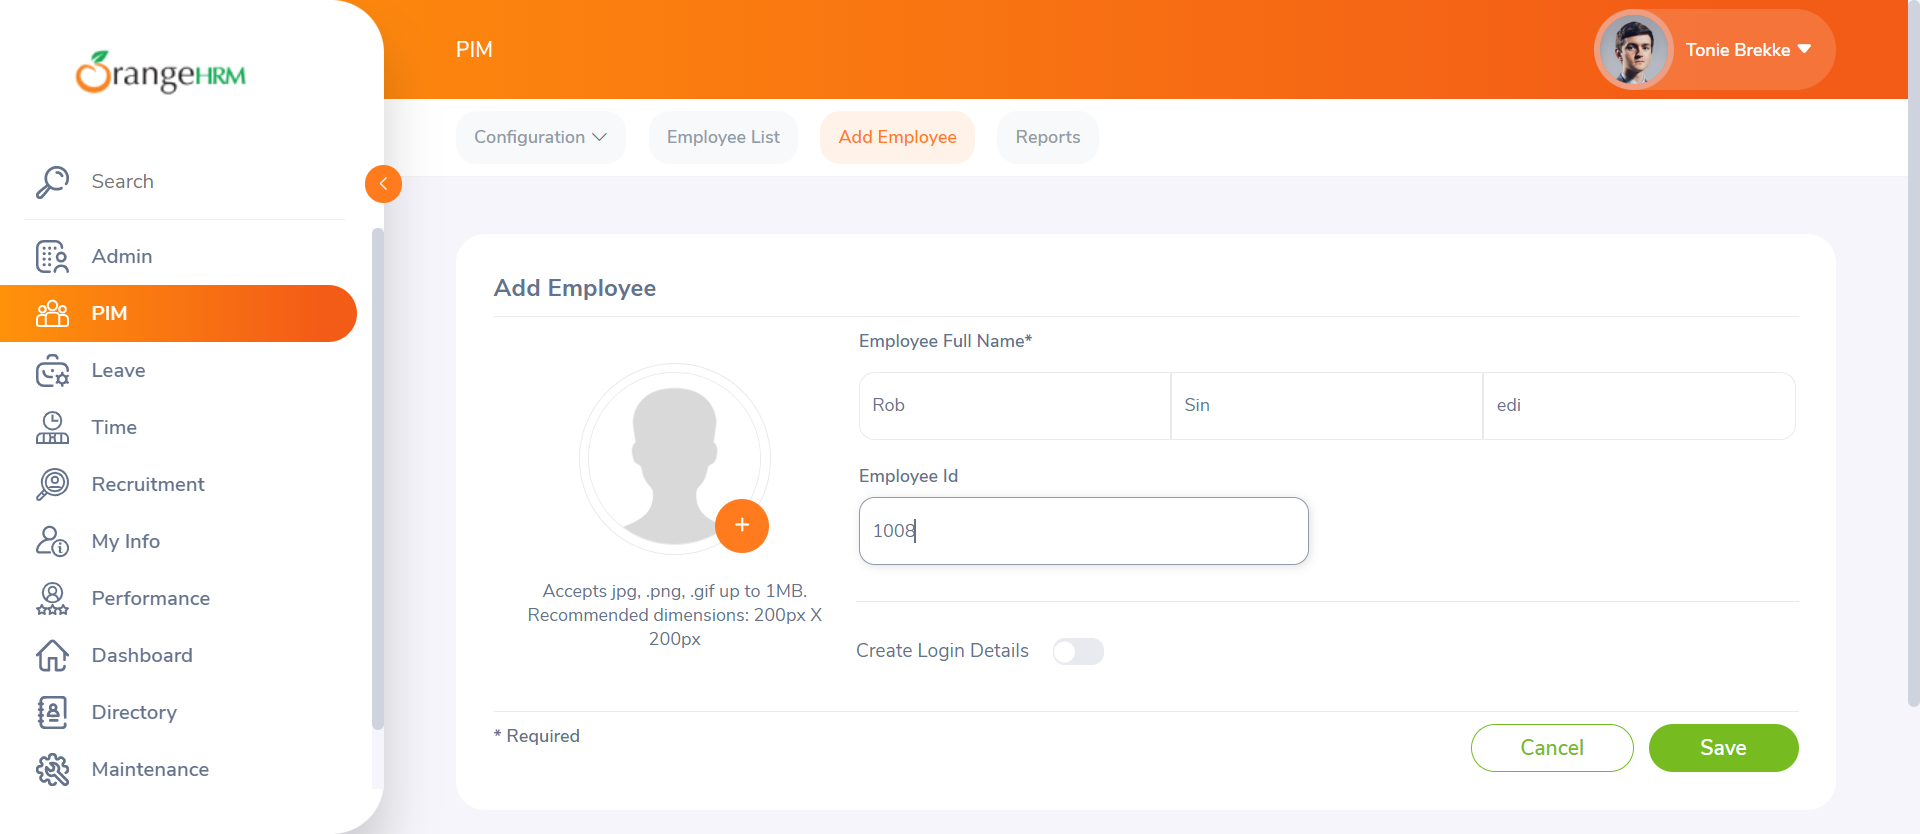 OrangeHRM
Search
Admin
PIM
Leave
Time
Recruitment
My Info
Performance
Dashboard
Directory
Maintenance
PIM
Tonie Brekke
Configuration
Employee List
Add Employee
Reports
Add Employee
Accepts jpg, .png, .gif up to 1MB.
Recommended dimensions: 200px X
200px
Employee Full Name*
Rob
Sin
edi
Employee Id
1008
Create Login Details
* Required
Cancel
Save